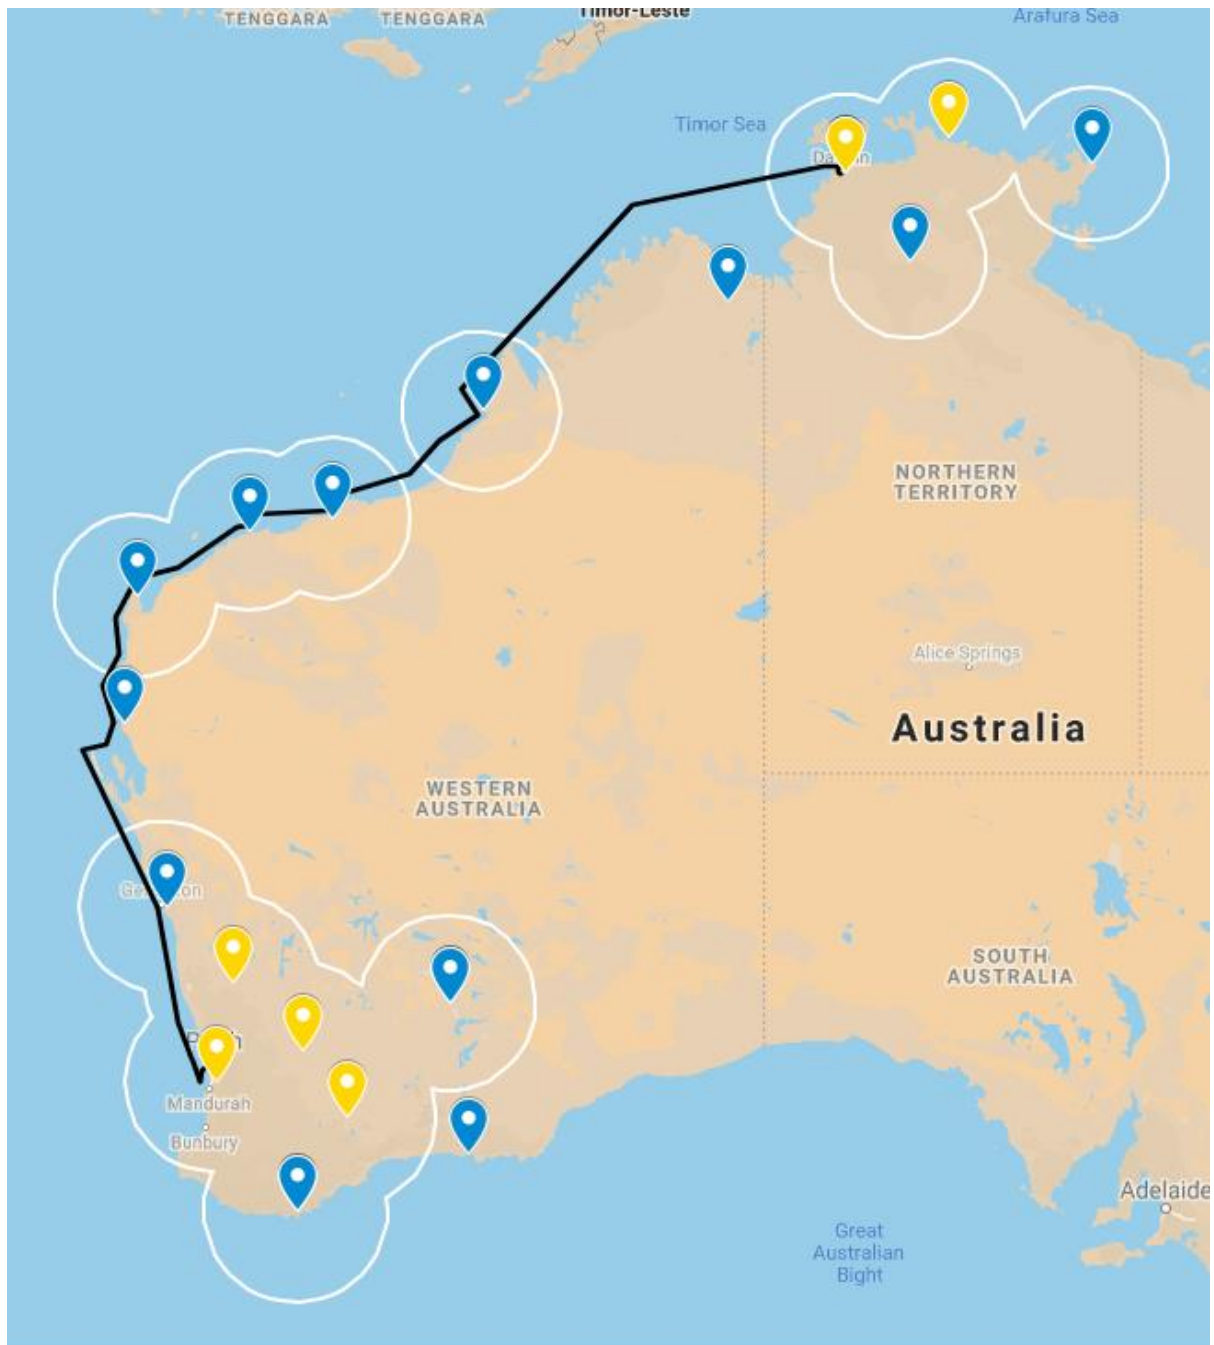 TENGGARA
TENGGARA
Timor-Leste
Arafura Sea
Timor Sea
NORTHERN
TERRITORY
Alice Springs
Australia
WESTERN
AUSTRALIA
SOUTH
AUSTRALIA
Mandurah
Bunbury
Adelaide
Great
Australian
Bight